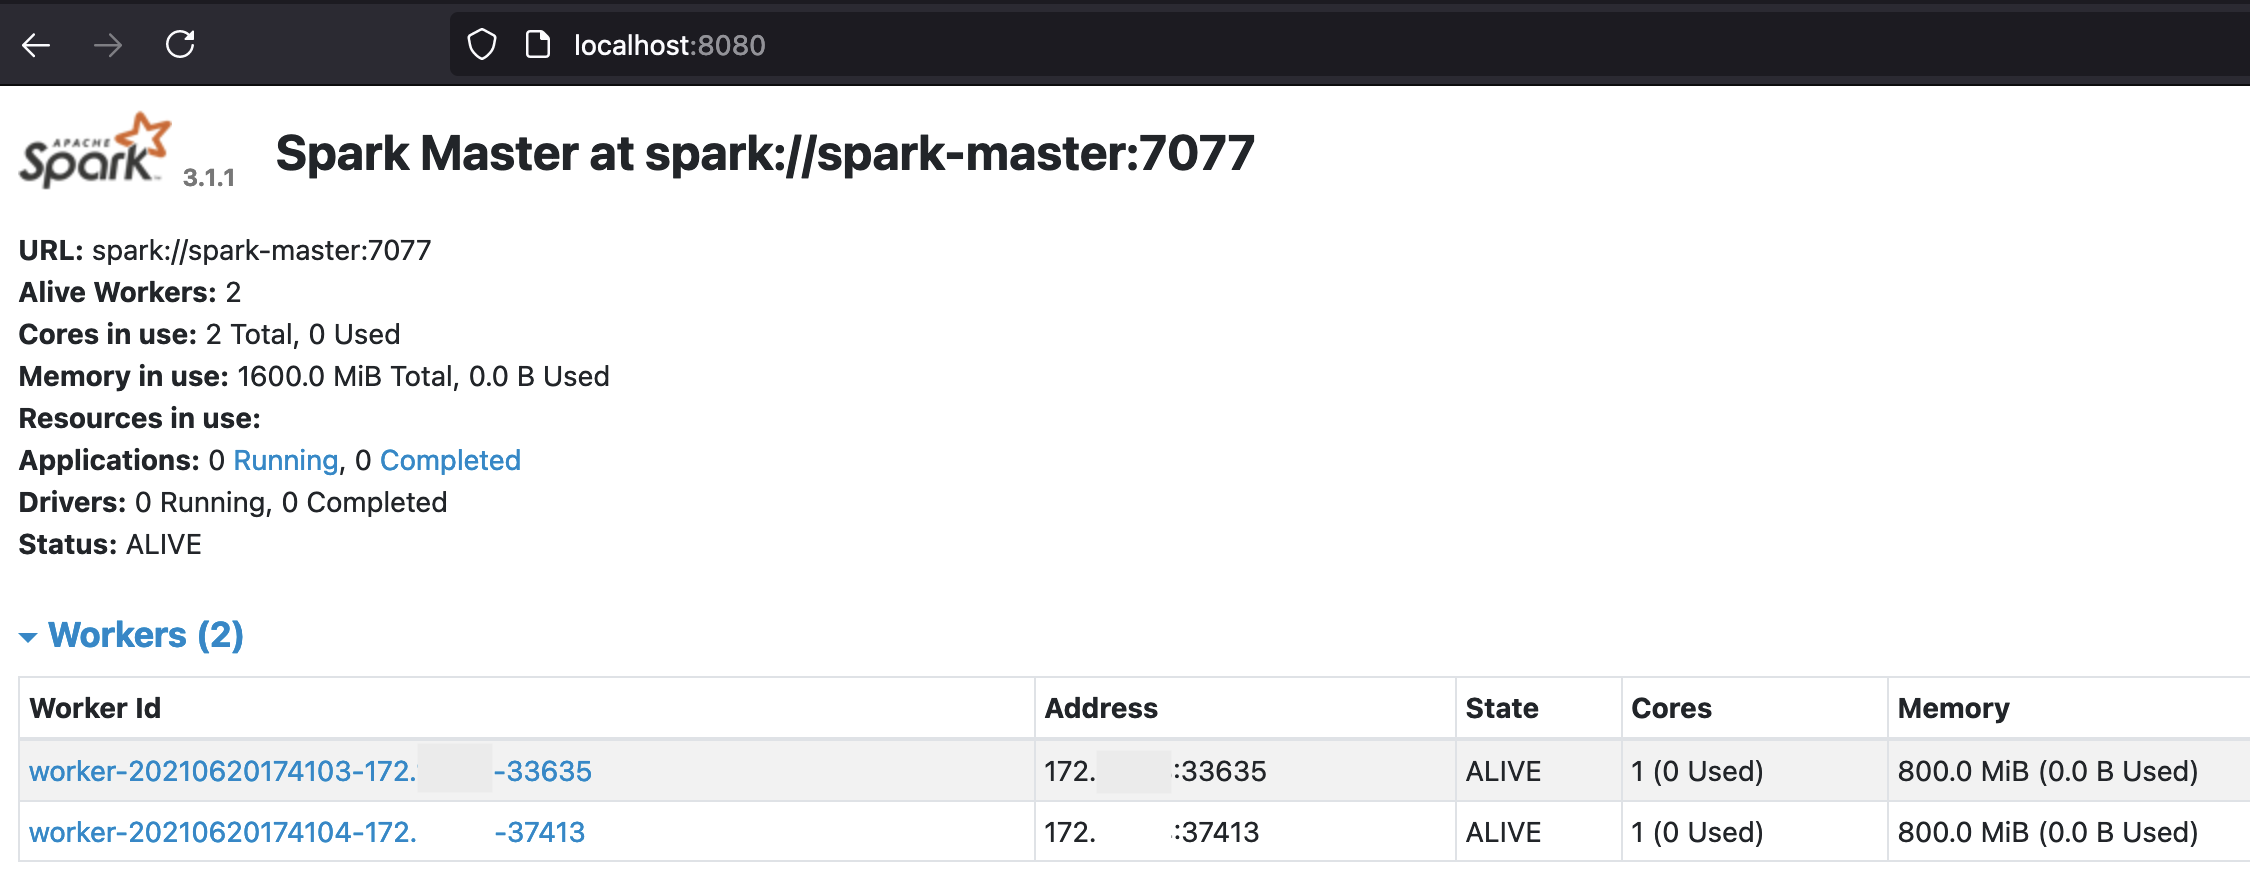 localhost:8080
APACHE
Spark 3.1.1
Spark Master at spark://spark-master:7077
URL: spark://spark-master:7077
Alive Workers: 2
Cores in use: 2 Total, 0 Used
Memory in use: 1600.0 MiB Total, 0.0 B Used
Resources in use:
Applications: 0 Running, 0 Completed
Drivers: 0 Running, 0 Completed
Status: ALIVE
Workers (2)
Worker Id Address State Cores Memory
worker-20210620174103-172. -33635 172. :33635 ALIVE 1 (0 Used) 800.0 MiB (0.0 B Used)
worker-20210620174104-172. -37413 172. :37413 ALIVE 1 (0 Used) 800.0 MiB (0.0 B Used)